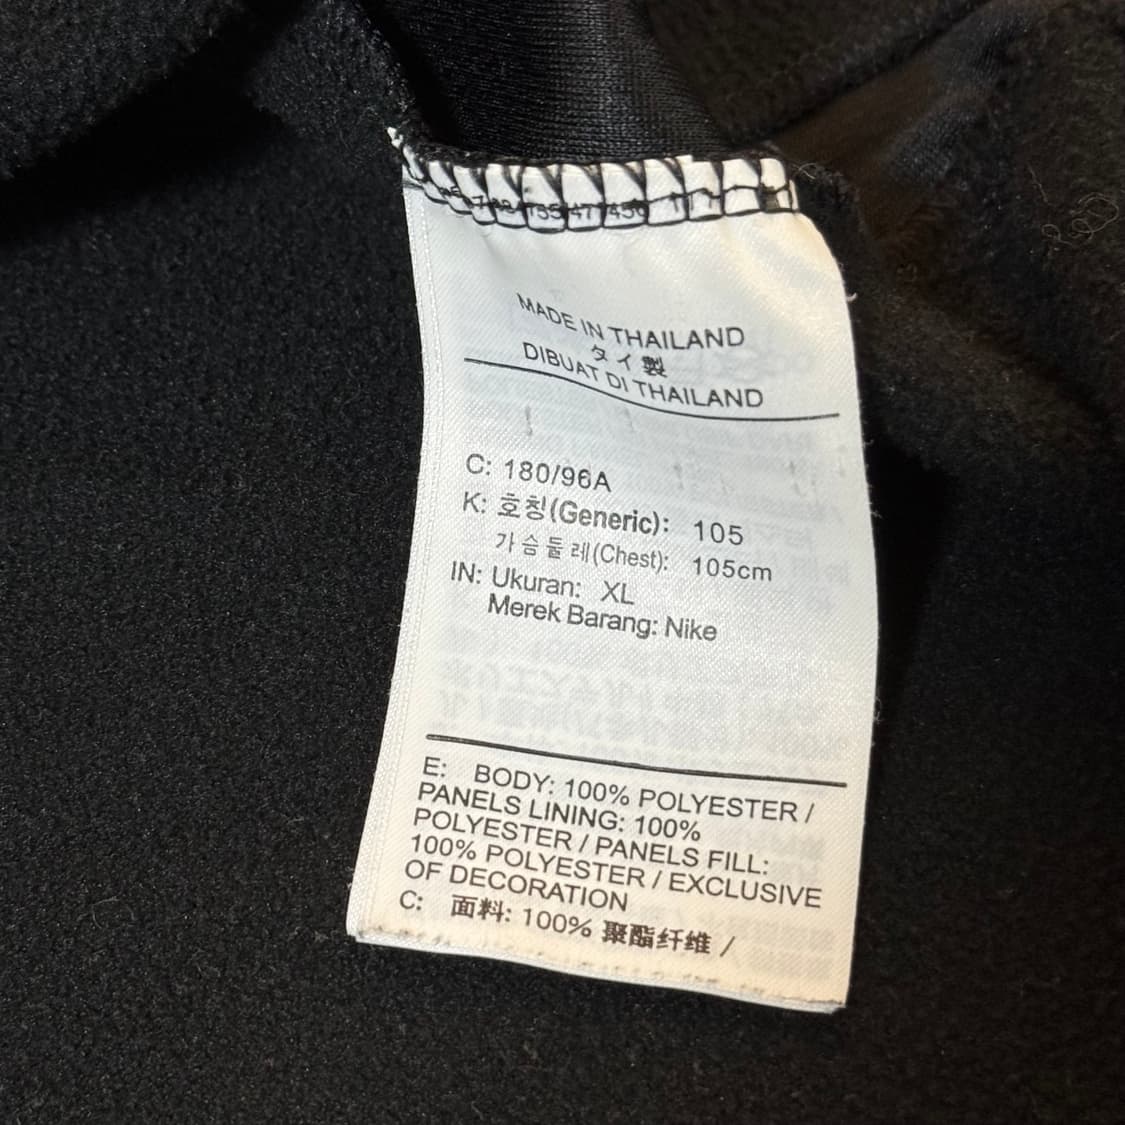 MADE IN THAILAND
タイ製
DIBUAT DI THAILAND
C: 180/96A
K: 호칭(Generic): 105
가슴둘레(Chest): 105cm
IN: Ukuran: XL
Merek Barang: Nike
E: BODY: 100% POLYESTER /
PANELS LINING: 100%
POLYESTER / PANELS FILL:
100% POLYESTER / EXCLUSIVE
OF DECORATION
C: 面料: 100% 聚酯纤维 /